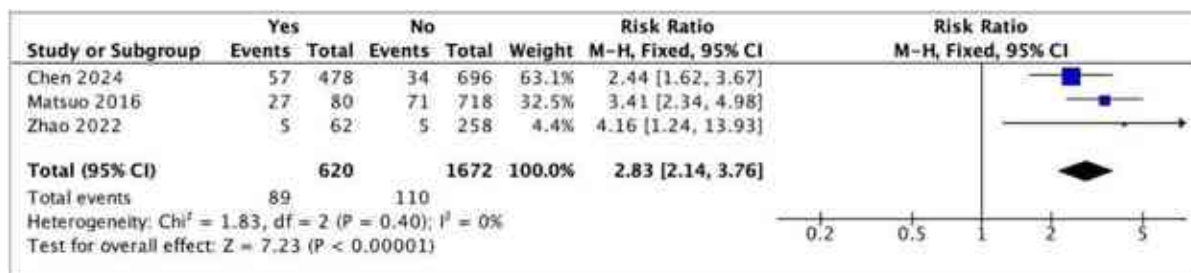 Yes No Risk Ratio Risk Ratio
Study or Subgroup Events Total Events Total Weight M-H, Fixed, 95% CI M-H, Fixed, 95% CI
Chen 2024 57 478 34 696 63.1% 2.44 [1.62, 3.67]
Matsuo 2016 27 80 71 718 32.5% 3.41 [2.34, 4.98]
Zhao 2022 5 62 5 258 4.4% 4.16 [1.24, 13.93]
Total (95% CI) 620 1672 100.0% 2.83 [2.14, 3.76]
Total events 89 110
Heterogeneity: Chi² = 1.83, df = 2 (P = 0.40); I² = 0%
Test for overall effect: Z = 7.23 (P < 0.00001)
0.2 0.5 1 2 5